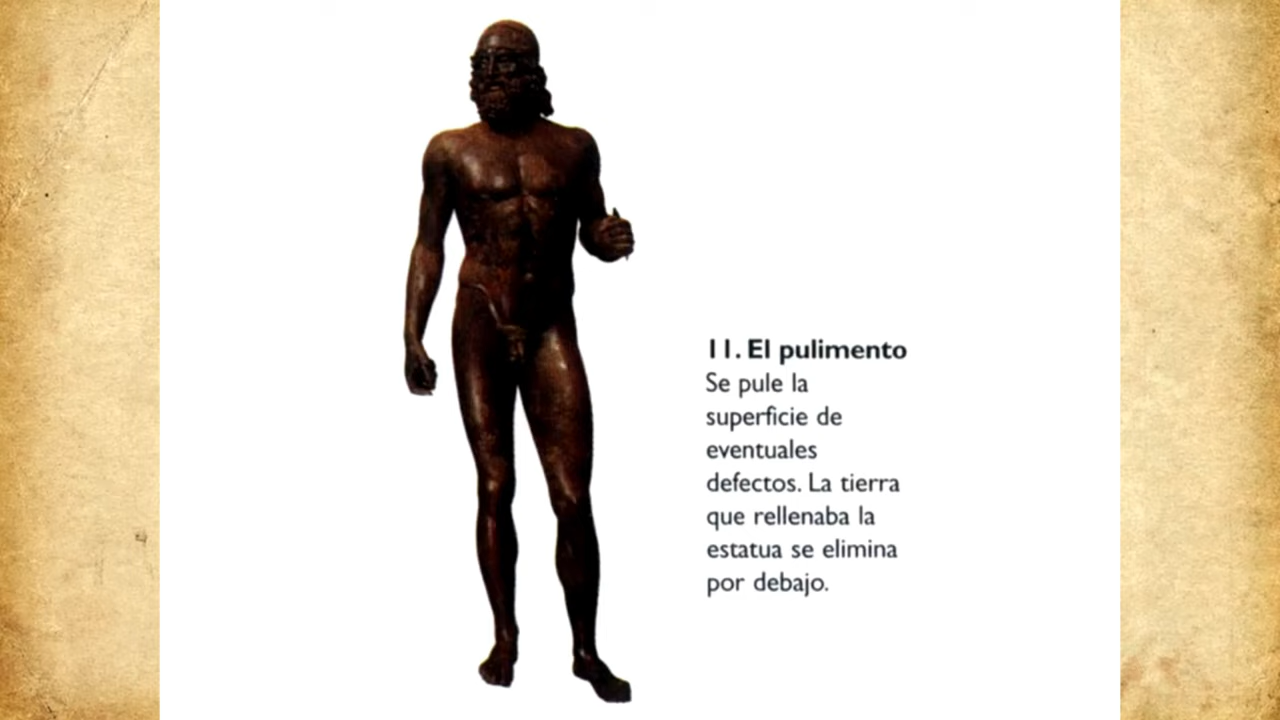 11. El pulimento
Se pule la
superficie de
eventuales
defectos. La tierra
que rellenaba la
estatua se elimina
por debajo.